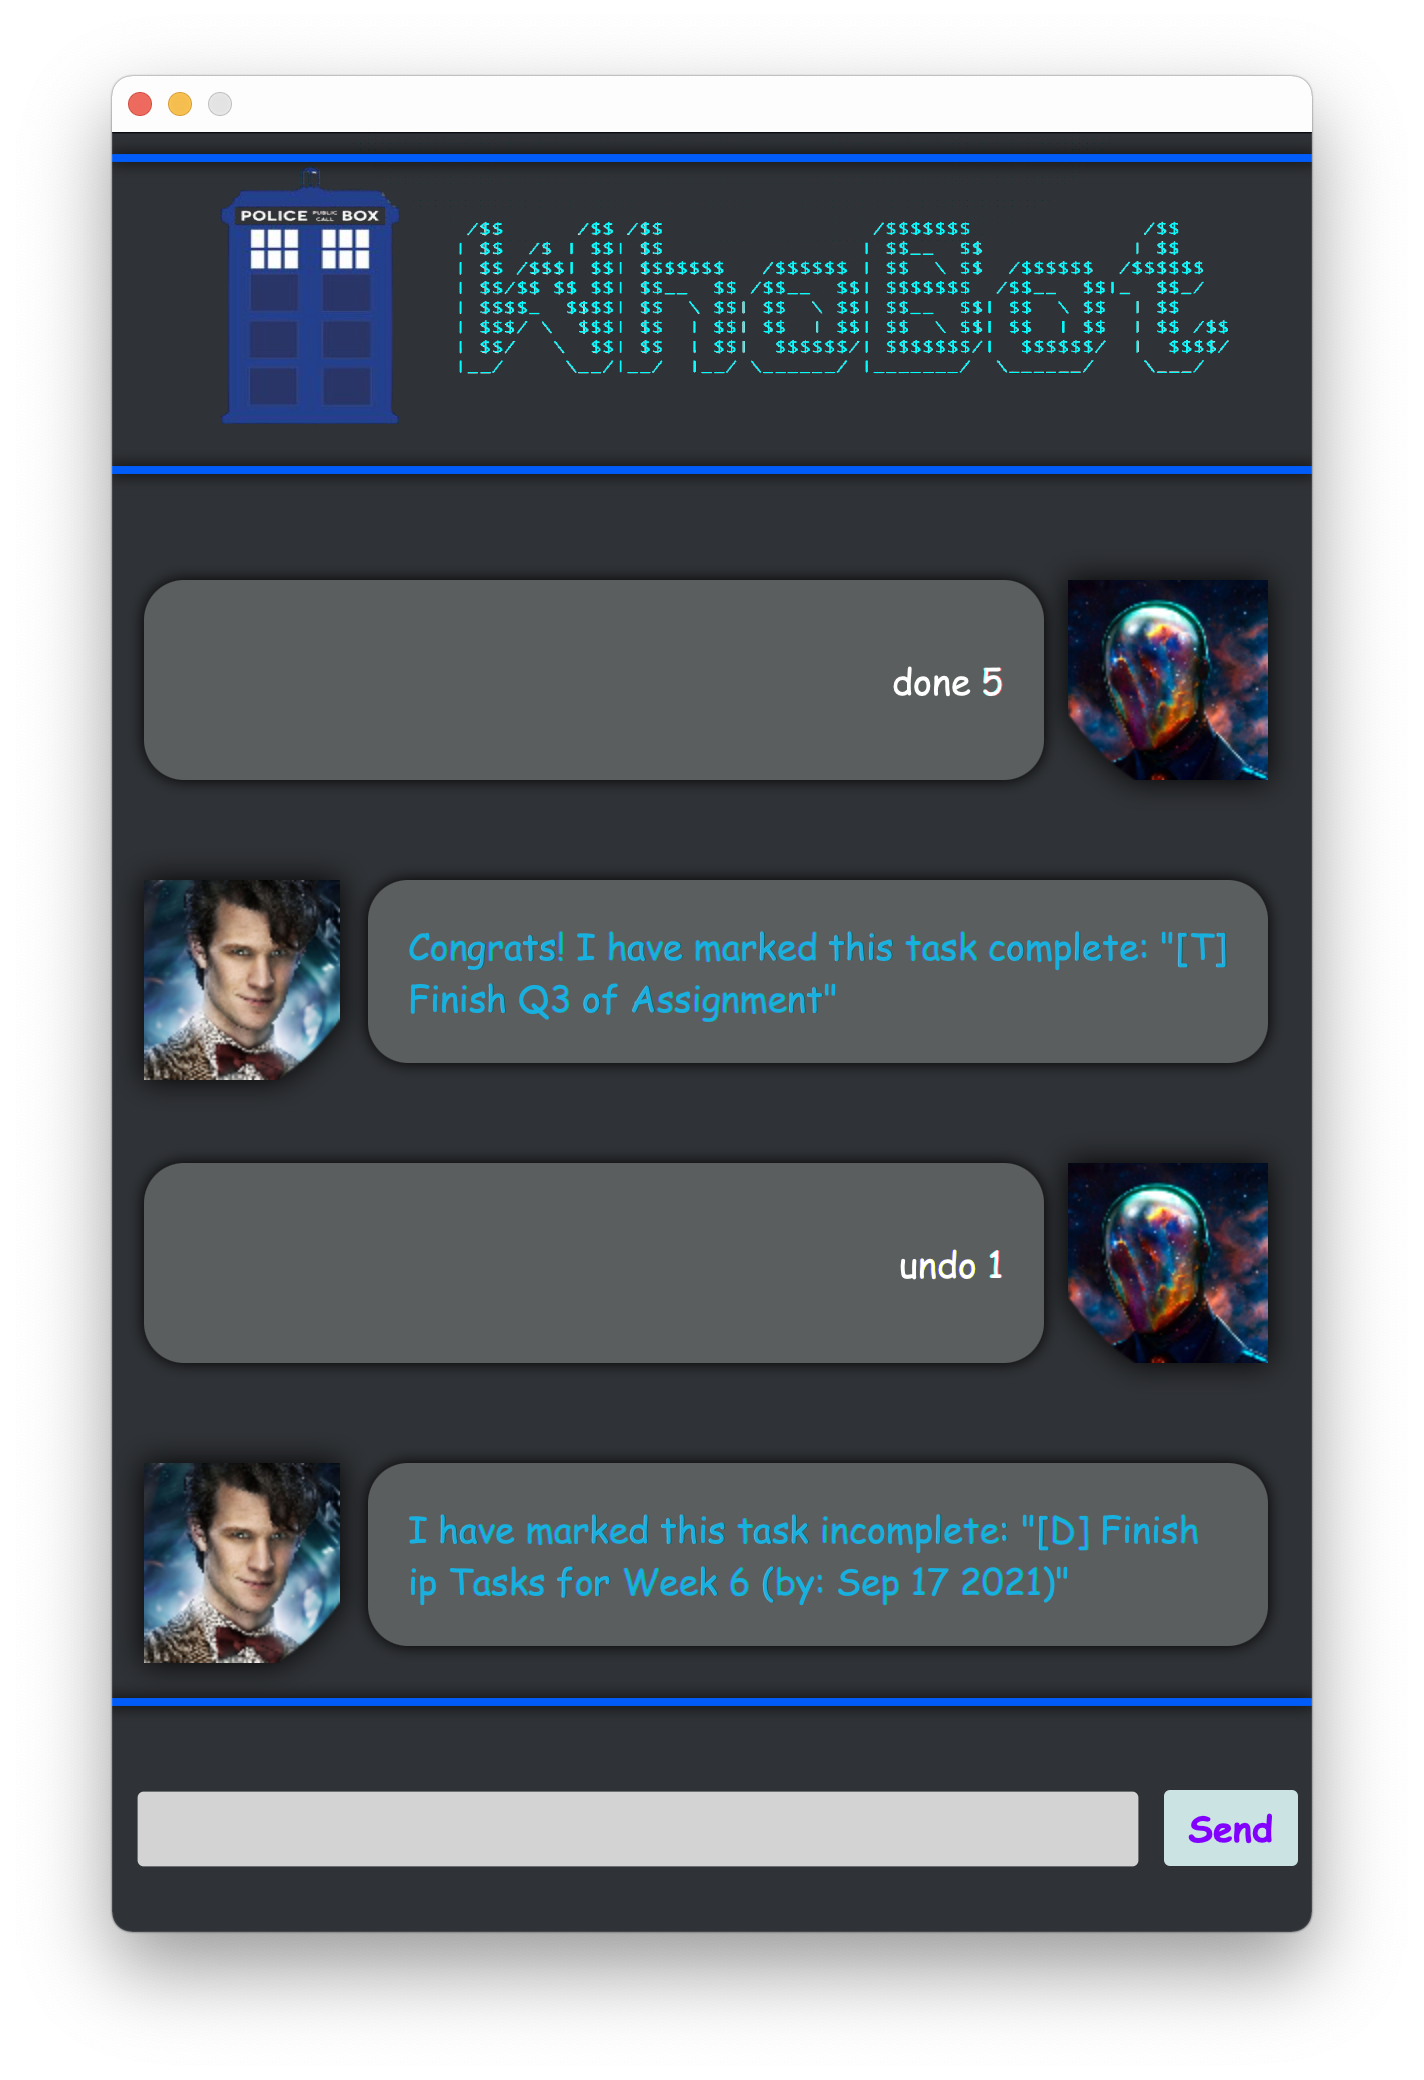 POLICE PUBLIC CALL BOX
WhoBot
done 5
Congrats! I have marked this task complete: "[T]
Finish Q3 of Assignment"
undo 1
I have marked this task incomplete: "[D] Finish
ip Tasks for Week 6 (by: Sep 17 2021)"
Send